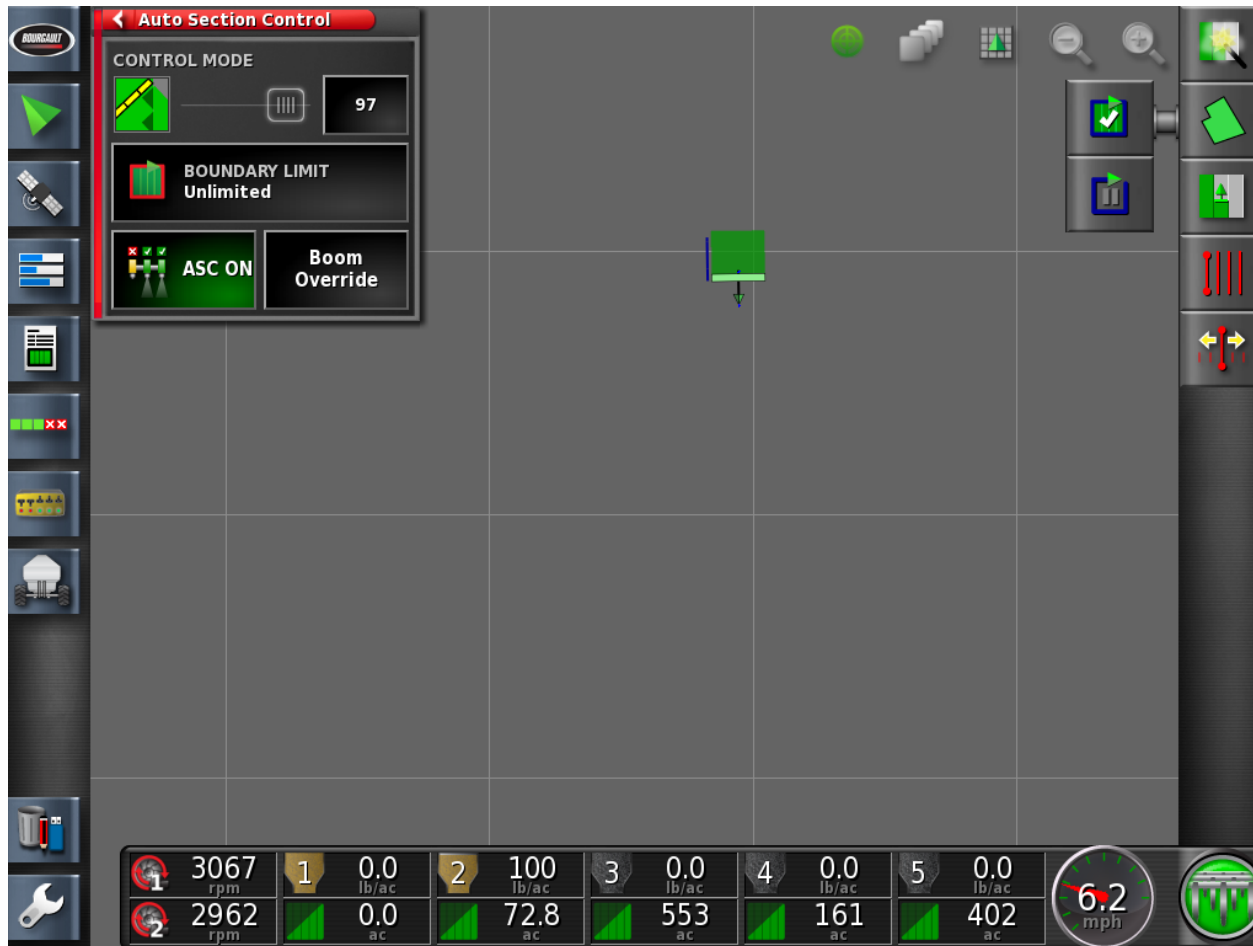 BOURGAULT
Auto Section Control
CONTROL MODE
97
BOUNDARY LIMIT
Unlimited
ASC ON
Boom
Override
1 3067 rpm
1 0.0 lb/ac
2 100 lb/ac
3 0.0 lb/ac
4 0.0 lb/ac
5 0.0 lb/ac
2 2962 rpm
0.0 ac
72.8 ac
553 ac
161 ac
402 ac
6.2
mph